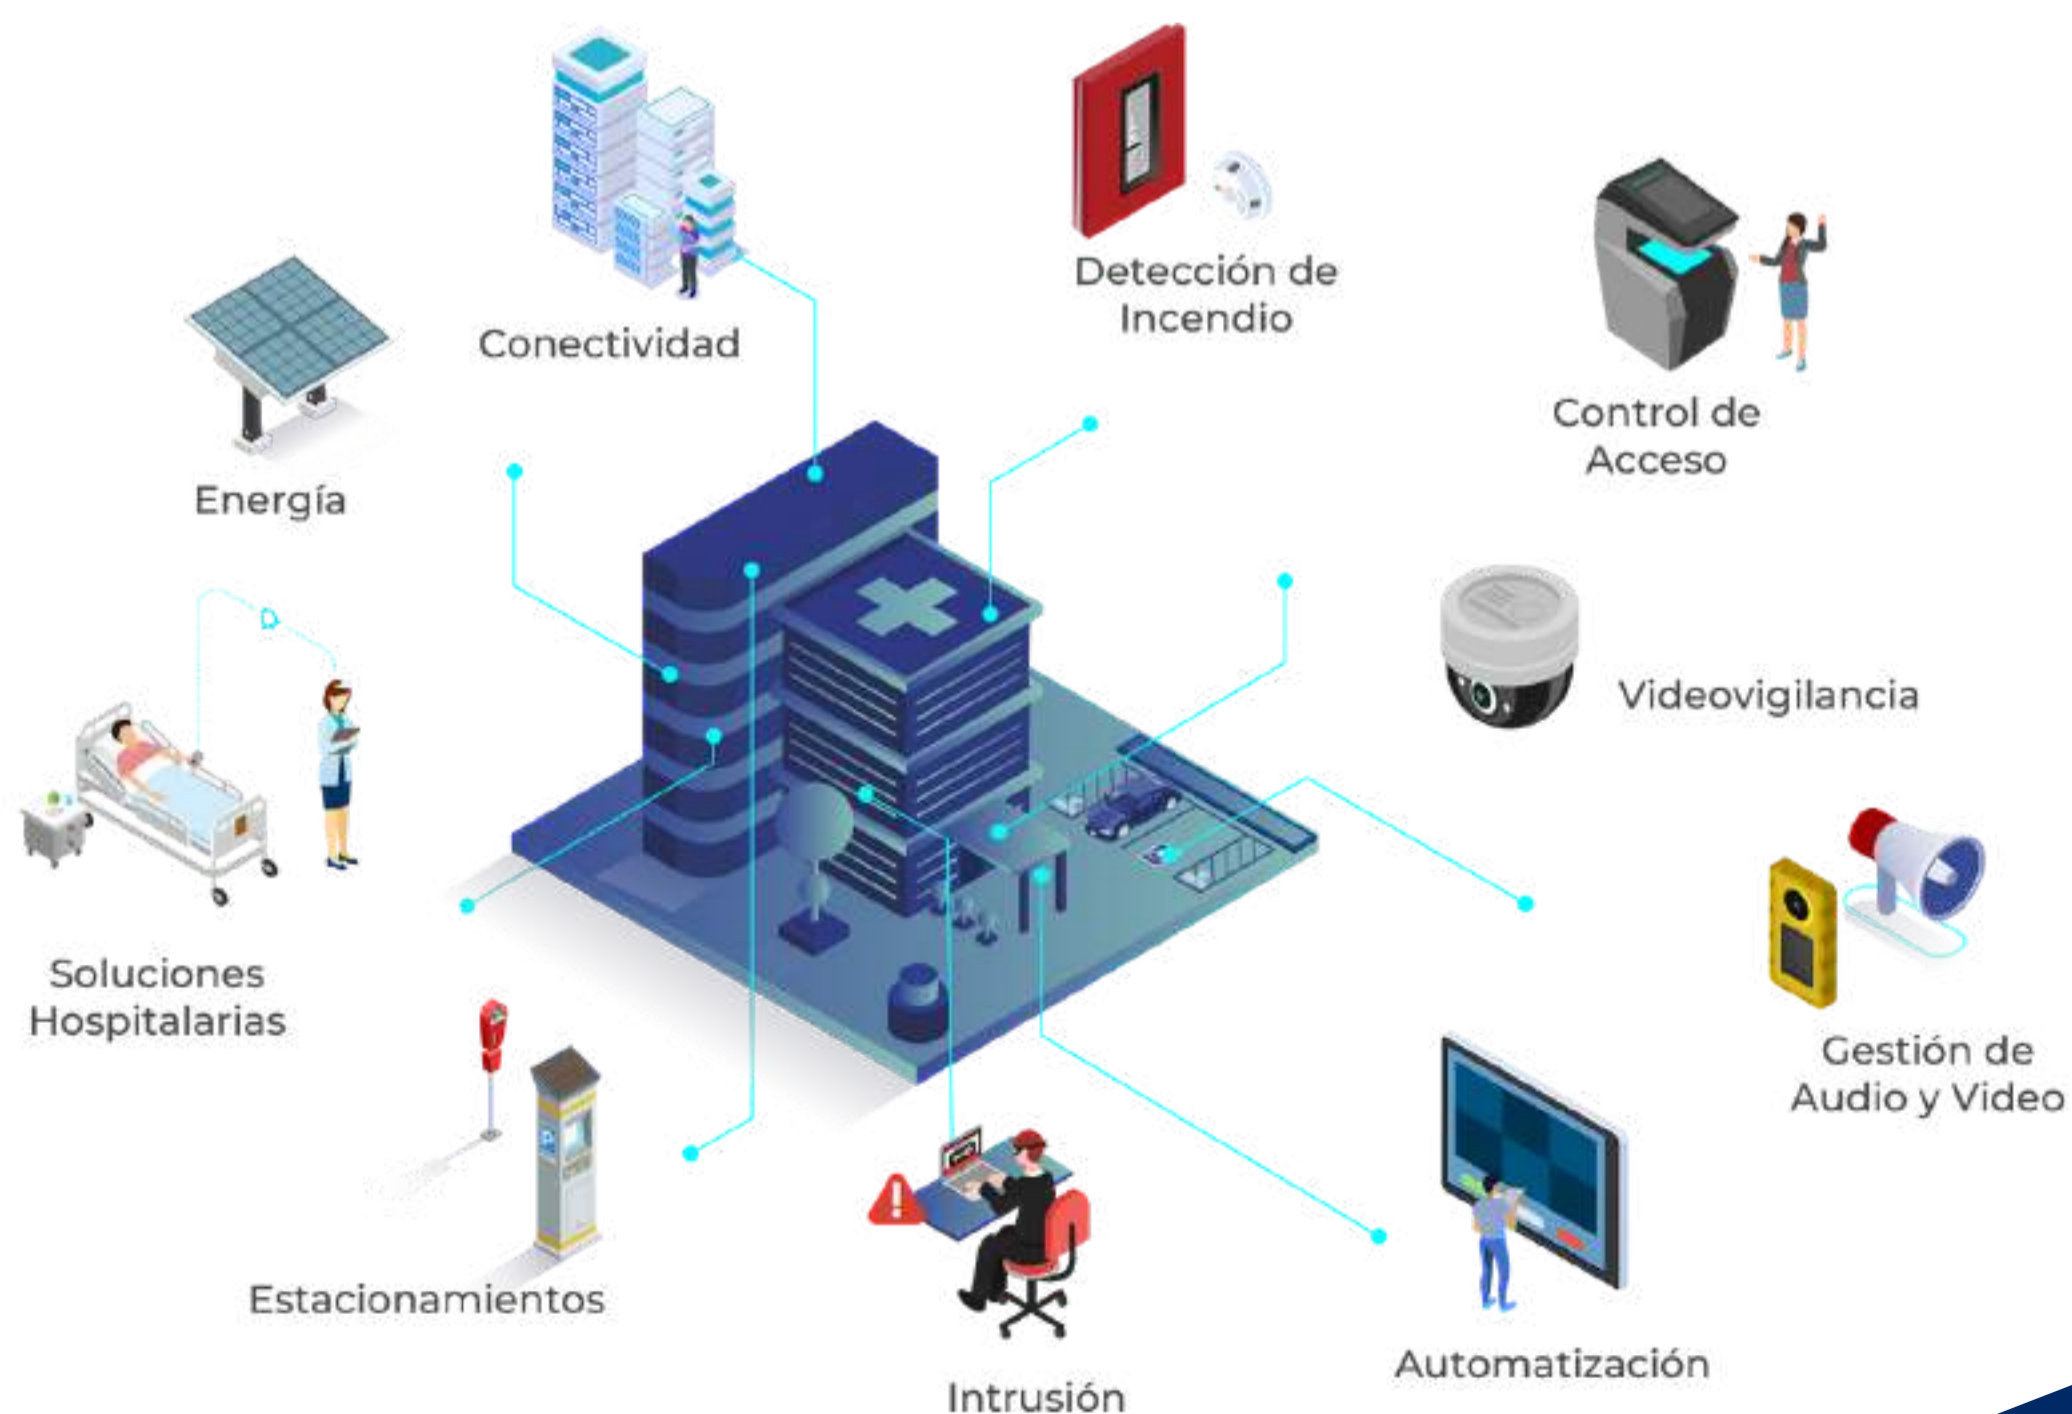 Conectividad
Detección de
Incendio
Control de
Acceso
Energía
Videovigilancia
Soluciones
Hospitalarias
Gestión de
Audio y Video
Estacionamientos
Automatización
Intrusión